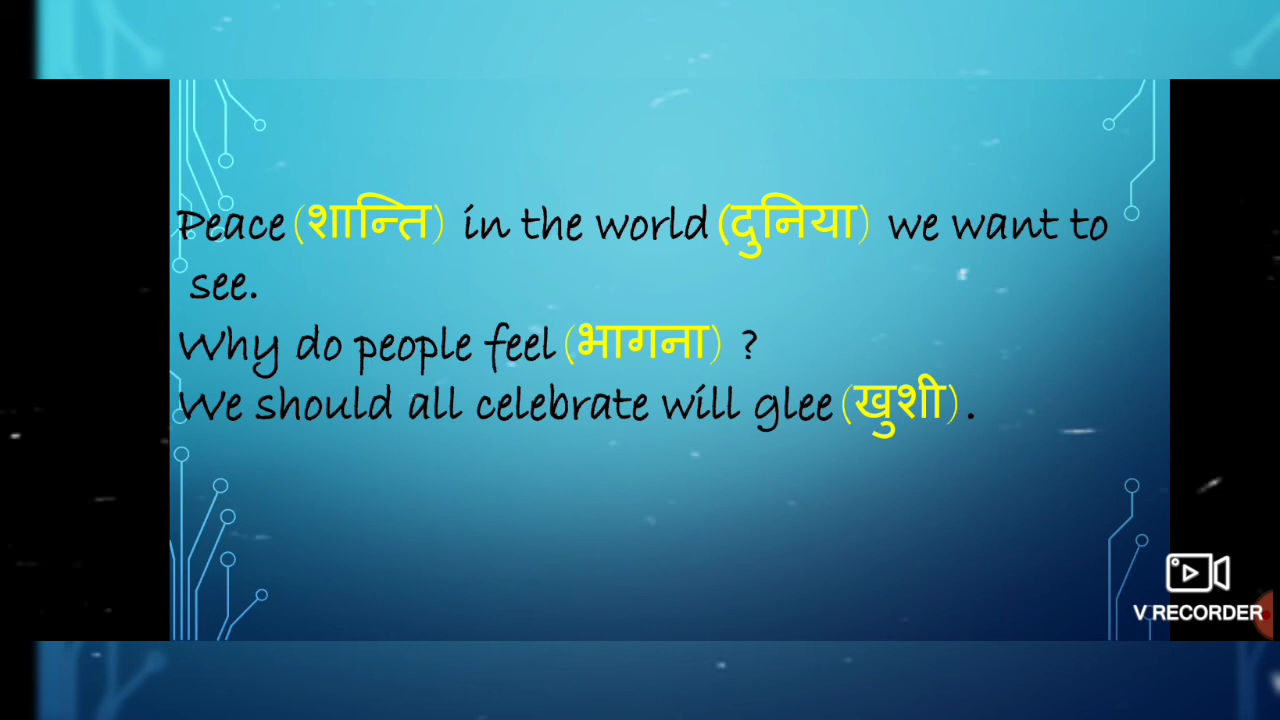 Peace (शान्ति) in the world (दुनिया) we want to
see.
Why do people feel (भागना) ?
We should all celebrate will glee (खुशी) .
V RECORDER